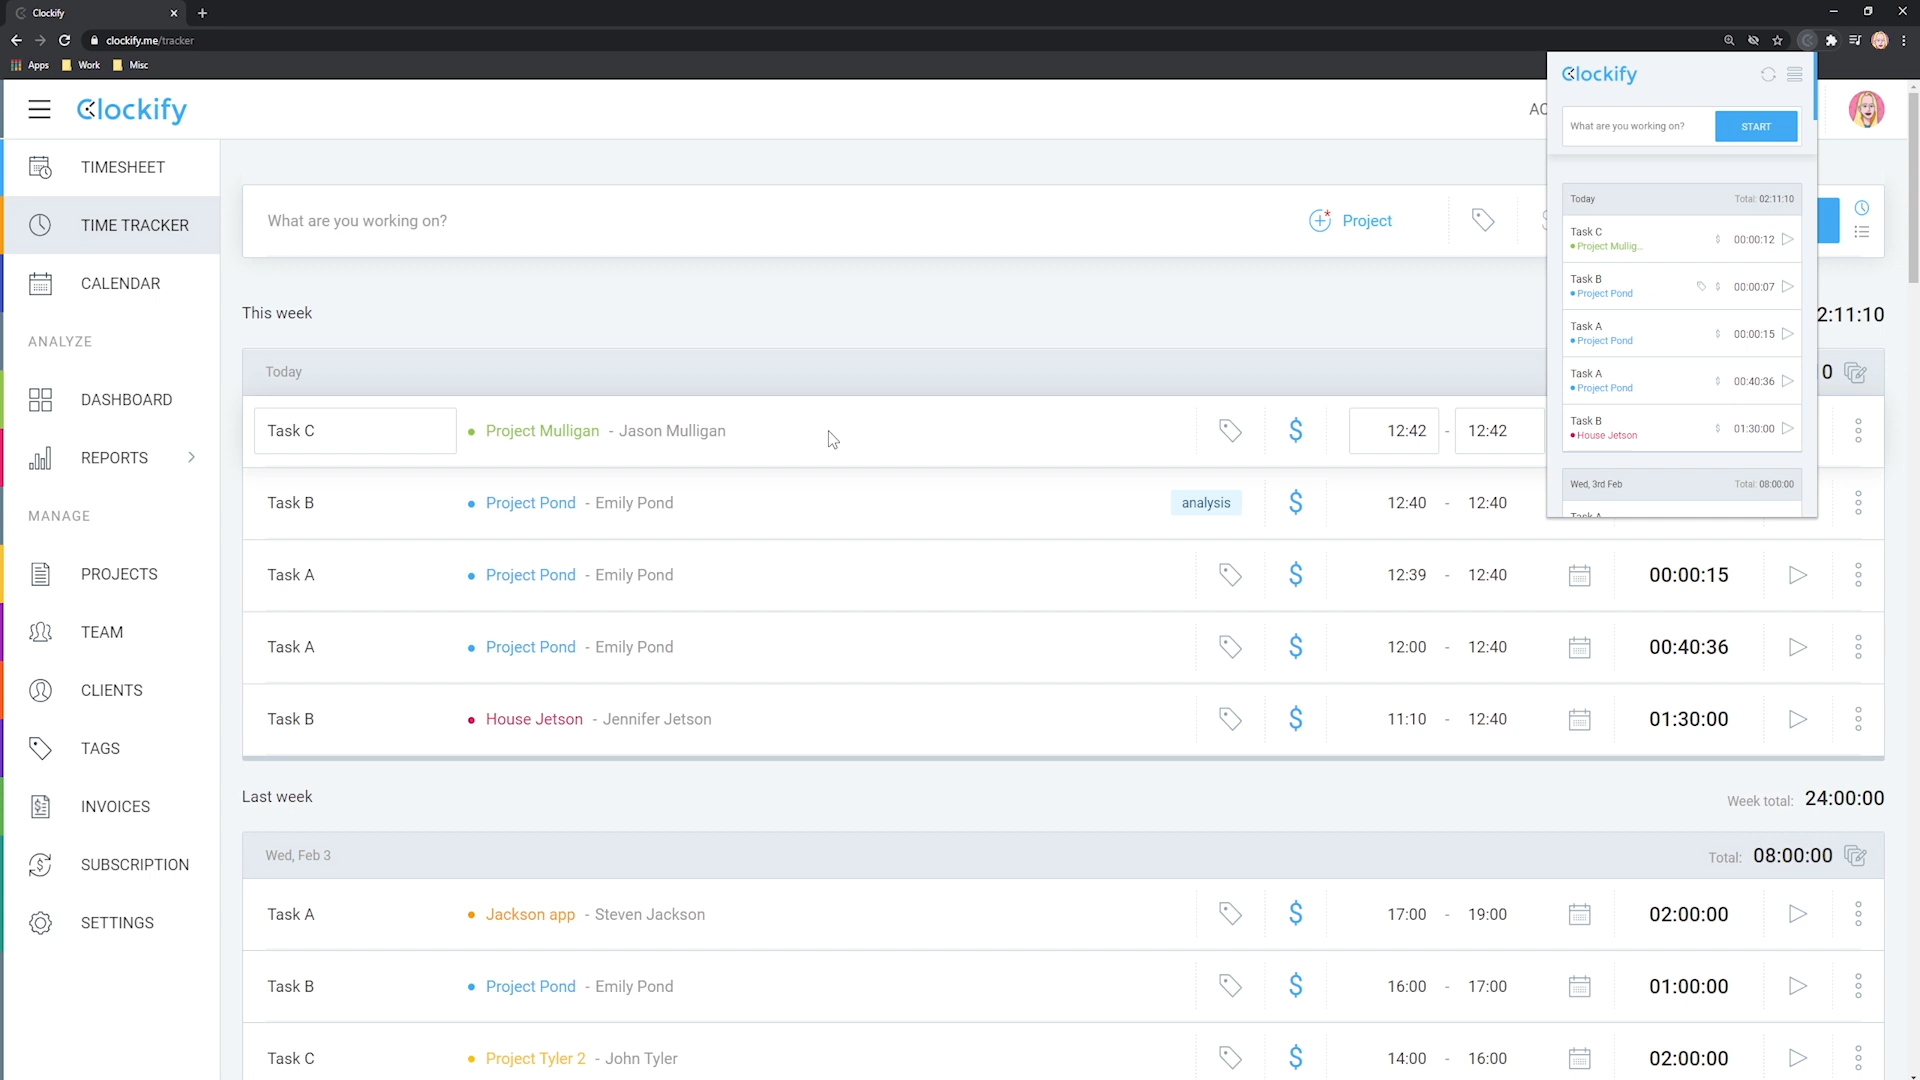 Clockify
clockify.me/tracker
Apps Work Misc
Clockify
TIMESHEET
TIME TRACKER
CALENDAR
ANALYZE
DASHBOARD
REPORTS
MANAGE
PROJECTS
TEAM
CLIENTS
TAGS
INVOICES
SUBSCRIPTION
SETTINGS
What are you working on? Project
This week 2:11:10
Today 0
Task C Project Mulligan - Jason Mulligan $ 12:42 - 12:42
Task B Project Pond - Emily Pond analysis $ 12:40 - 12:40
Task A Project Pond - Emily Pond $ 12:39 - 12:40 00:00:15
Task A Project Pond - Emily Pond $ 12:00 - 12:40 00:40:36
Task B House Jetson - Jennifer Jetson $ 11:10 - 12:40 01:30:00
Last week Week total: 24:00:00
Wed, Feb 3 Total: 08:00:00
Task A Jackson app - Steven Jackson $ 17:00 - 19:00 02:00:00
Task B Project Pond - Emily Pond $ 16:00 - 17:00 01:00:00
Task C Project Tyler 2 - John Tyler $ 14:00 - 16:00 02:00:00
Clockify
What are you working on? START
Today Total: 02:11:10
Task C
Project Mullig... $ 00:00:12
Task B
Project Pond $ 00:00:07
Task A
Project Pond $ 00:00:15
Task A
Project Pond $ 00:40:36
Task B
House Jetson $ 01:30:00
Wed, 3rd Feb Total: 08:00:00
Task A